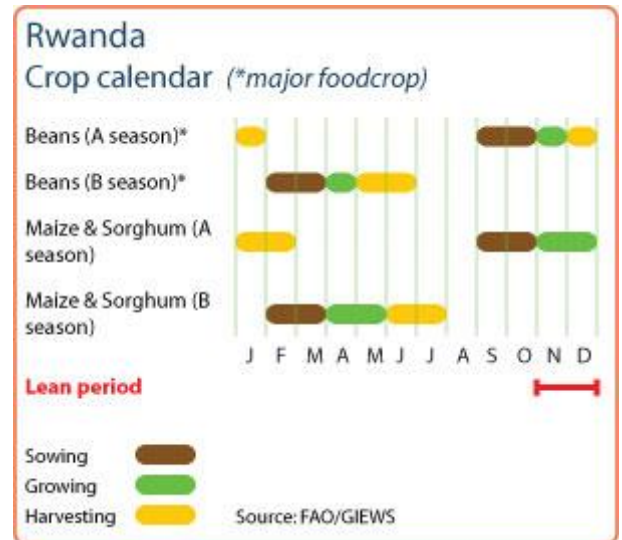 Rwanda
Crop calendar (*major foodcrop)
Beans (A season)*
Beans (B season)*
Maize & Sorghum (A
season)
Maize & Sorghum (B
season)
J F M A M J J A S O N D
Lean period
Sowing
Growing
Harvesting
Source: FAO/GIEWS